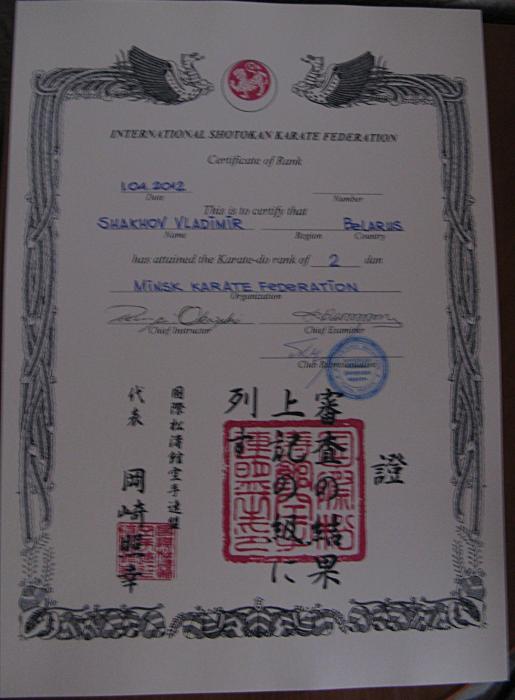 INTERNATIONAL SHOTOKAN KARATE FEDERATION
Certificate of Rank
1.04.2012
Date
Number
This is to certify that
SHAKHOV VLADIMIR
BELARUS
Name
Region
Country
has attained the Karate-do rank of 2 dan
MINSK KARATE FEDERATION
Organization
Chief Instructor
Chief Examiner
Club Representative
證
審査の結果
上記の級に
列す
国際松濤館空手連盟
代表 岡崎照幸